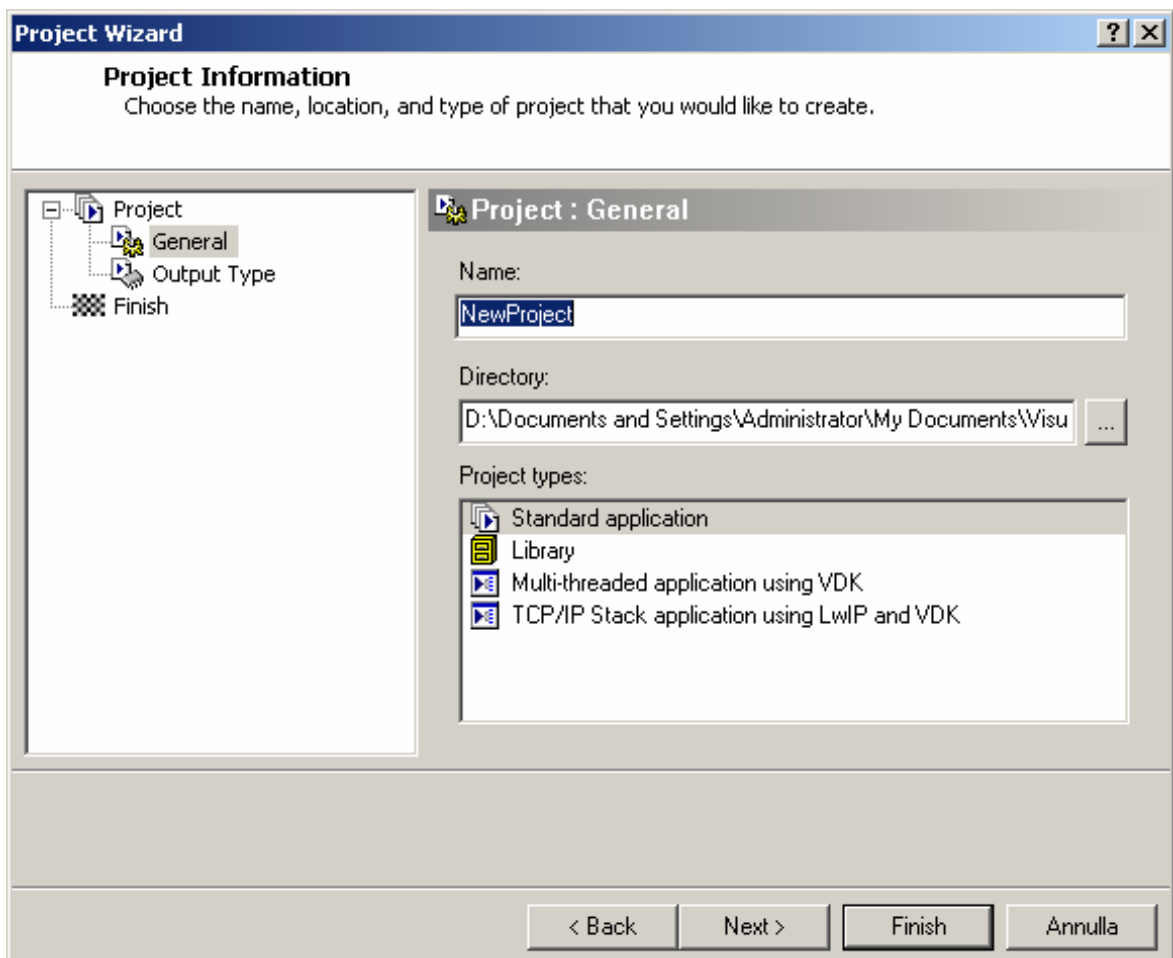 Project Wizard
Project Information
Choose the name, location, and type of project that you would like to create.
Project
General
Output Type
Finish
Project : General
Name:
NewProject
Directory:
D:\Documents and Settings\Administrator\My Documents\Visu
...
Project types:
Standard application
Library
Multi-threaded application using VDK
TCP/IP Stack application using LwIP and VDK
< Back
Next >
Finish
Annulla